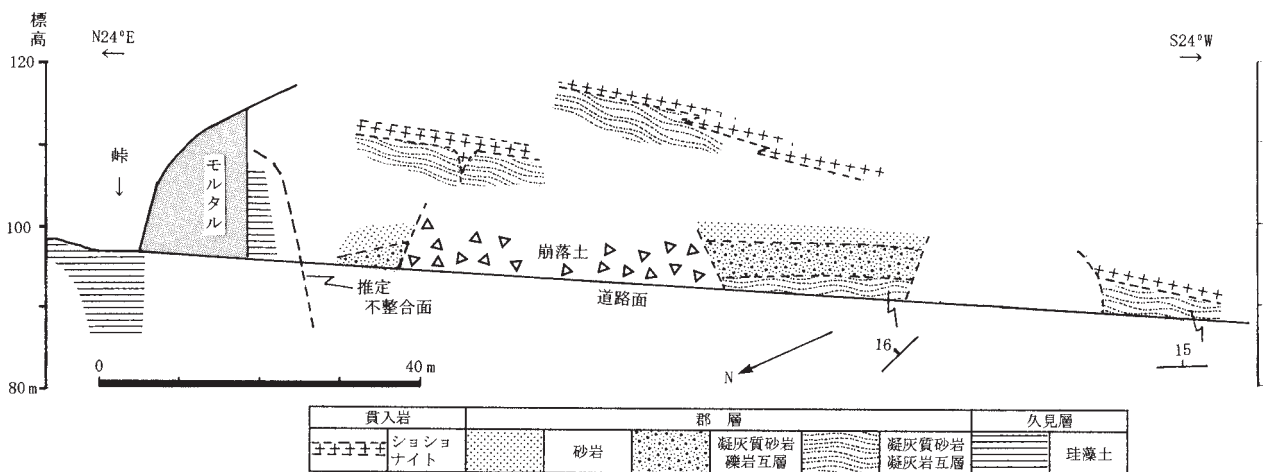 標高
N24°E
S24°W
120
100
80m
峠
モルタル
推定
不整合面
崩落土
道路面
0
40m
N
16
15
貫入岩
郡層
久見層
ショショ
ナイト
砂岩
凝灰質砂岩
礫岩互層
凝灰質砂岩
凝灰岩互層
珪藻土